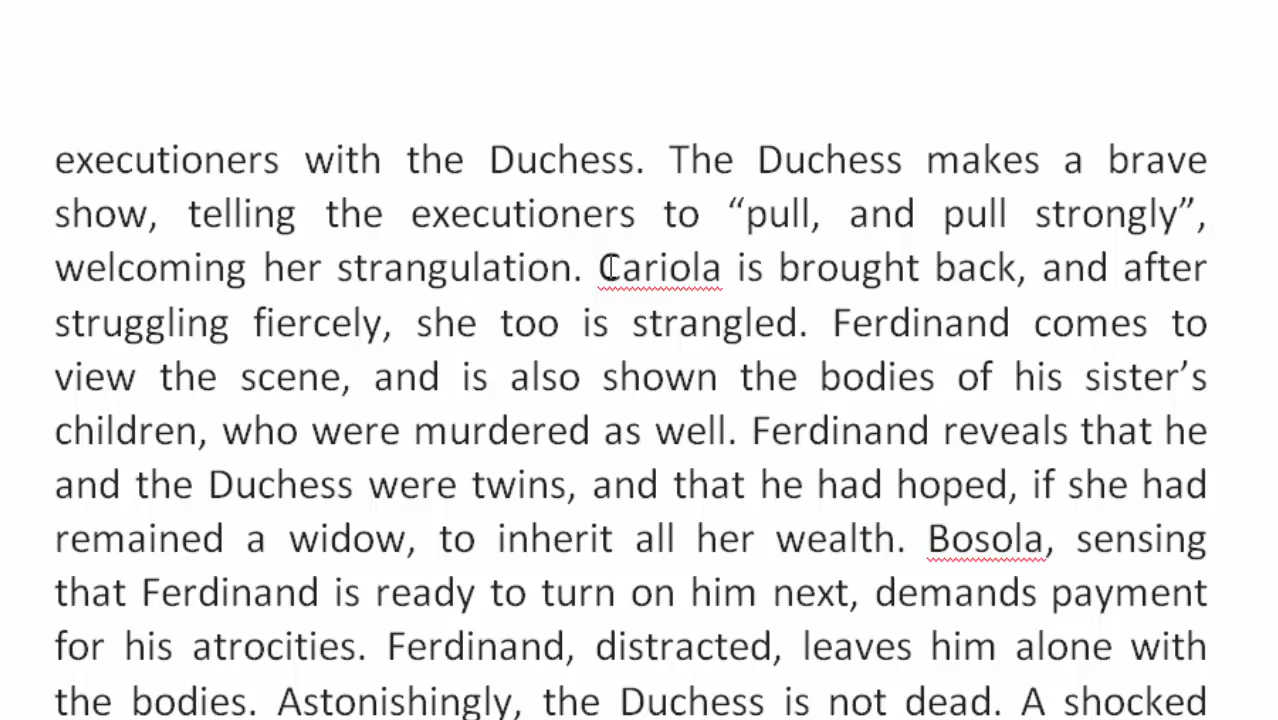 executioners with the Duchess. The Duchess makes a brave
show, telling the executioners to “pull, and pull strongly”,
welcoming her strangulation. Cariola is brought back, and after
struggling fiercely, she too is strangled. Ferdinand comes to
view the scene, and is also shown the bodies of his sister’s
children, who were murdered as well. Ferdinand reveals that he
and the Duchess were twins, and that he had hoped, if she had
remained a widow, to inherit all her wealth. Bosola, sensing
that Ferdinand is ready to turn on him next, demands payment
for his atrocities. Ferdinand, distracted, leaves him alone with
the bodies. Astonishingly, the Duchess is not dead. A shocked